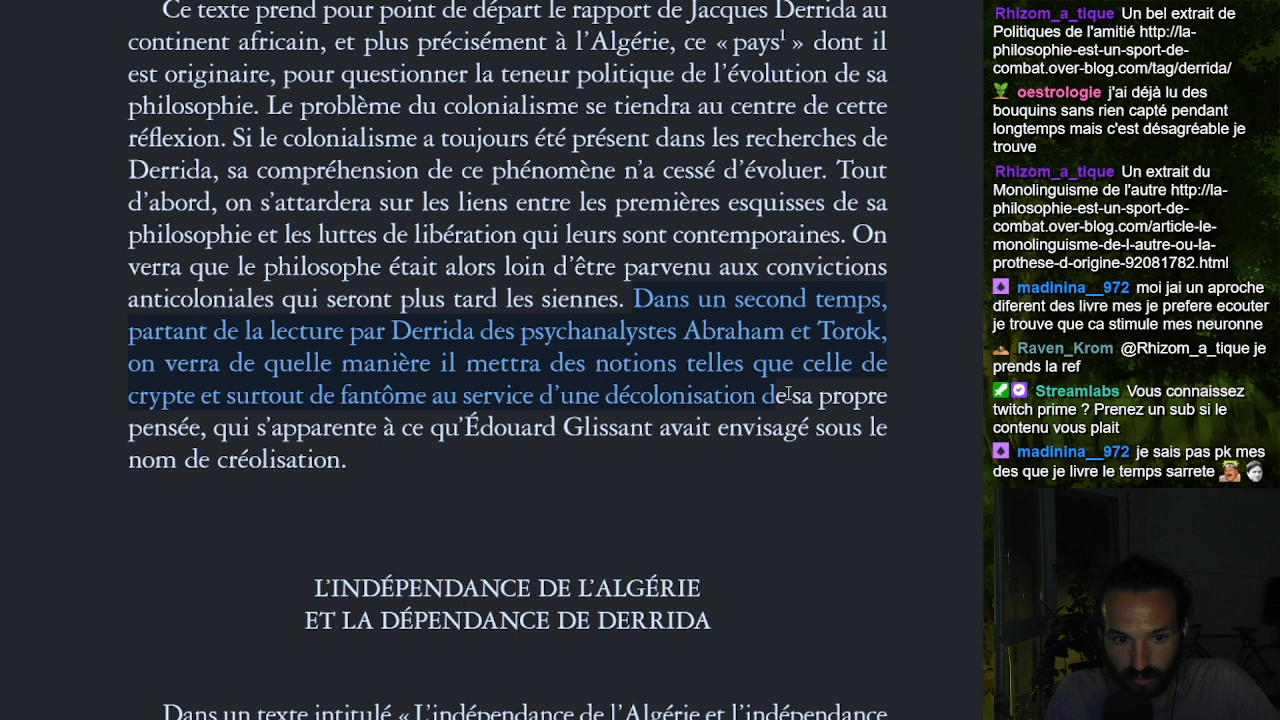 Ce texte prend pour point de départ le rapport de Jacques Derrida au
continent africain, et plus précisément à l’Algérie, ce « pays¹ » dont il
est originaire, pour questionner la teneur politique de l’évolution de sa
philosophie. Le problème du colonialisme se tiendra au centre de cette
réflexion. Si le colonialisme a toujours été présent dans les recherches de
Derrida, sa compréhension de ce phénomène n’a cessé d’évoluer. Tout
d’abord, on s’attardera sur les liens entre les premières esquisses de sa
philosophie et les luttes de libération qui leurs sont contemporaines. On
verra que le philosophe était alors loin d’être parvenu aux convictions
anticoloniales qui seront plus tard les siennes. Dans un second temps,
partant de la lecture par Derrida des psychanalystes Abraham et Torok,
on verra de quelle manière il mettra des notions telles que celle de
crypte et surtout de fantôme au service d’une décolonisation de sa propre
pensée, qui s’apparente à ce qu’Édouard Glissant avait envisagé sous le
nom de créolisation.
L’INDÉPENDANCE DE L’ALGÉRIE
ET LA DÉPENDANCE DE DERRIDA
Dans un texte intitulé « L’indépendance de l’Algérie et l’indépendance
Rhizom_a_tique Un bel extrait de
Politiques de l'amitié http://la-
philosophie-est-un-sport-de-
combat.over-blog.com/tag/derrida/
oestrologie j'ai déjà lu des
bouquins sans rien capté pendant
longtemps mais c'est désagréable je
trouve
Rhizom_a_tique Un extrait du
Monolinguisme de l'autre http://la-
philosophie-est-un-sport-de-
combat.over-blog.com/article-le-
monolinguisme-de-l-autre-ou-la-
prothese-d-origine-92081782.html
madinina__972 moi jai un aproche
diferent des livre mes je prefere ecouter
je trouve que ca stimule mes neuronne
Raven_Krom @Rhizom_a_tique je
prends la ref
Streamlabs Vous connaissez
twitch prime ? Prenez un sub si le
contenu vous plait
madinina__972 je sais pas pk mes
des que je livre le temps sarrete